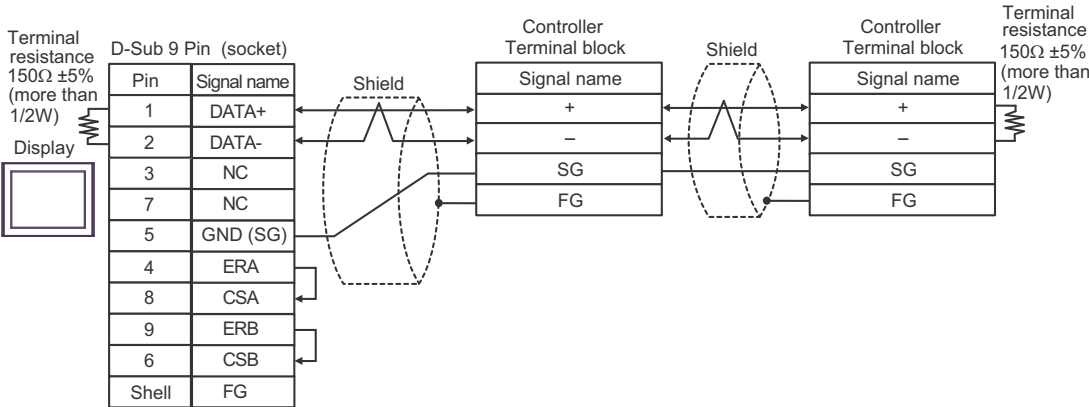 Terminal
resistance
150Ω ±5%
(more than
1/2W)
Display
D-Sub 9 Pin (socket)
Pin Signal name
1 DATA+
2 DATA-
3 NC
7 NC
5 GND (SG)
4 ERA
8 CSA
9 ERB
6 CSB
Shell FG
Shield
Controller
Terminal block
Signal name
+
–
SG
FG
Shield
Controller
Terminal block
Signal name
+
–
SG
FG
Terminal
resistance
150Ω ±5%
(more than
1/2W)